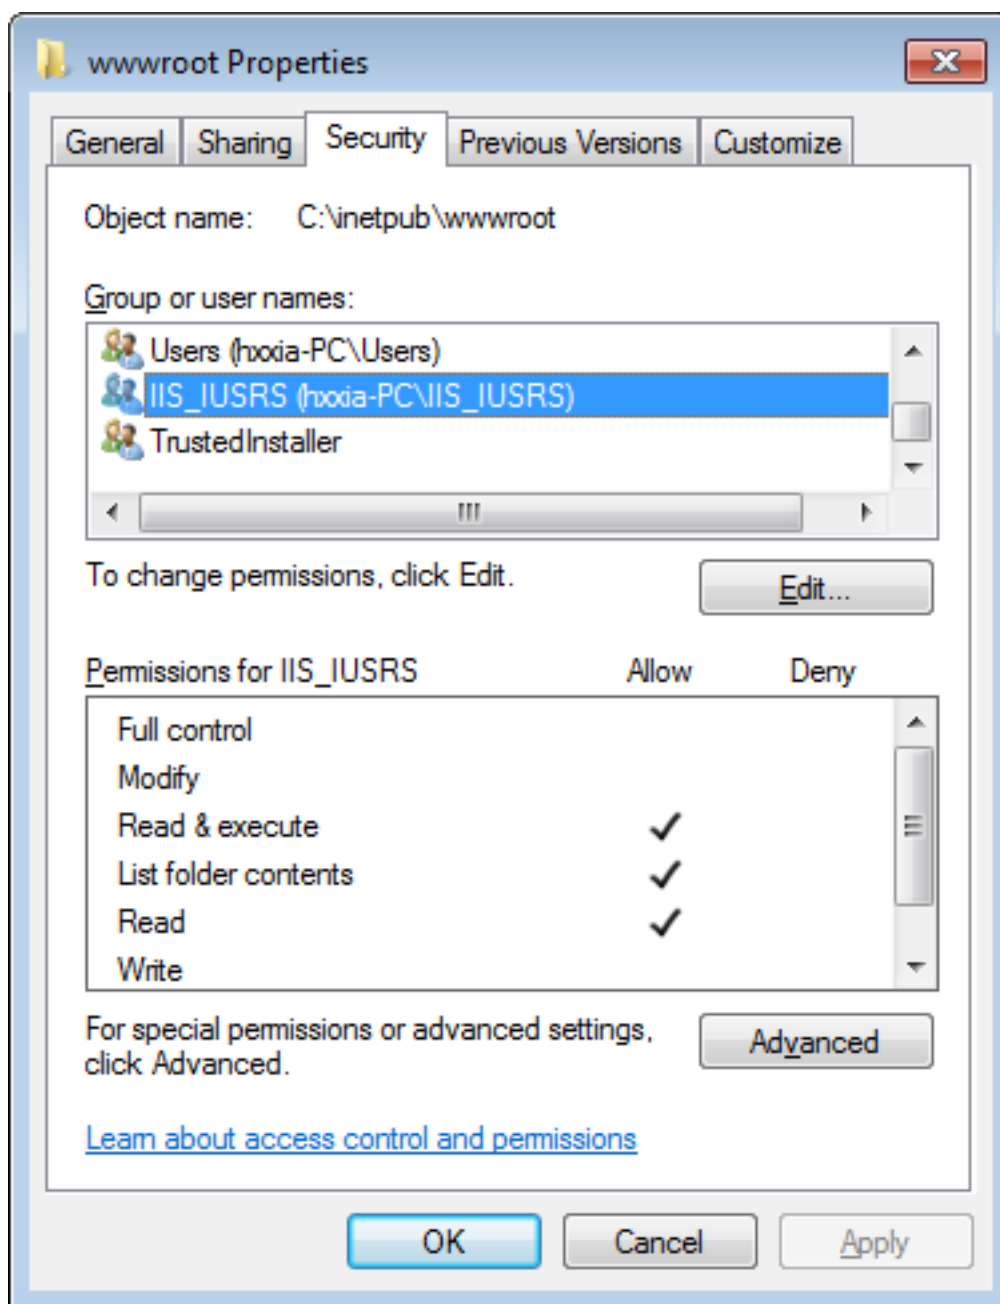 wwwroot Properties
General Sharing Security Previous Versions Customize
Object name: C:\inetpub\wwwroot
Group or user names:
Users (hxxia-PC\Users)
IIS_IUSRS (hxxia-PC\IIS_IUSRS)
TrustedInstaller
To change permissions, click Edit. Edit...
Permissions for IIS_IUSRS Allow Deny
Full control
Modify
Read & execute
List folder contents
Read
Write
For special permissions or advanced settings, Advanced
click Advanced.
Learn about access control and permissions
OK Cancel Apply